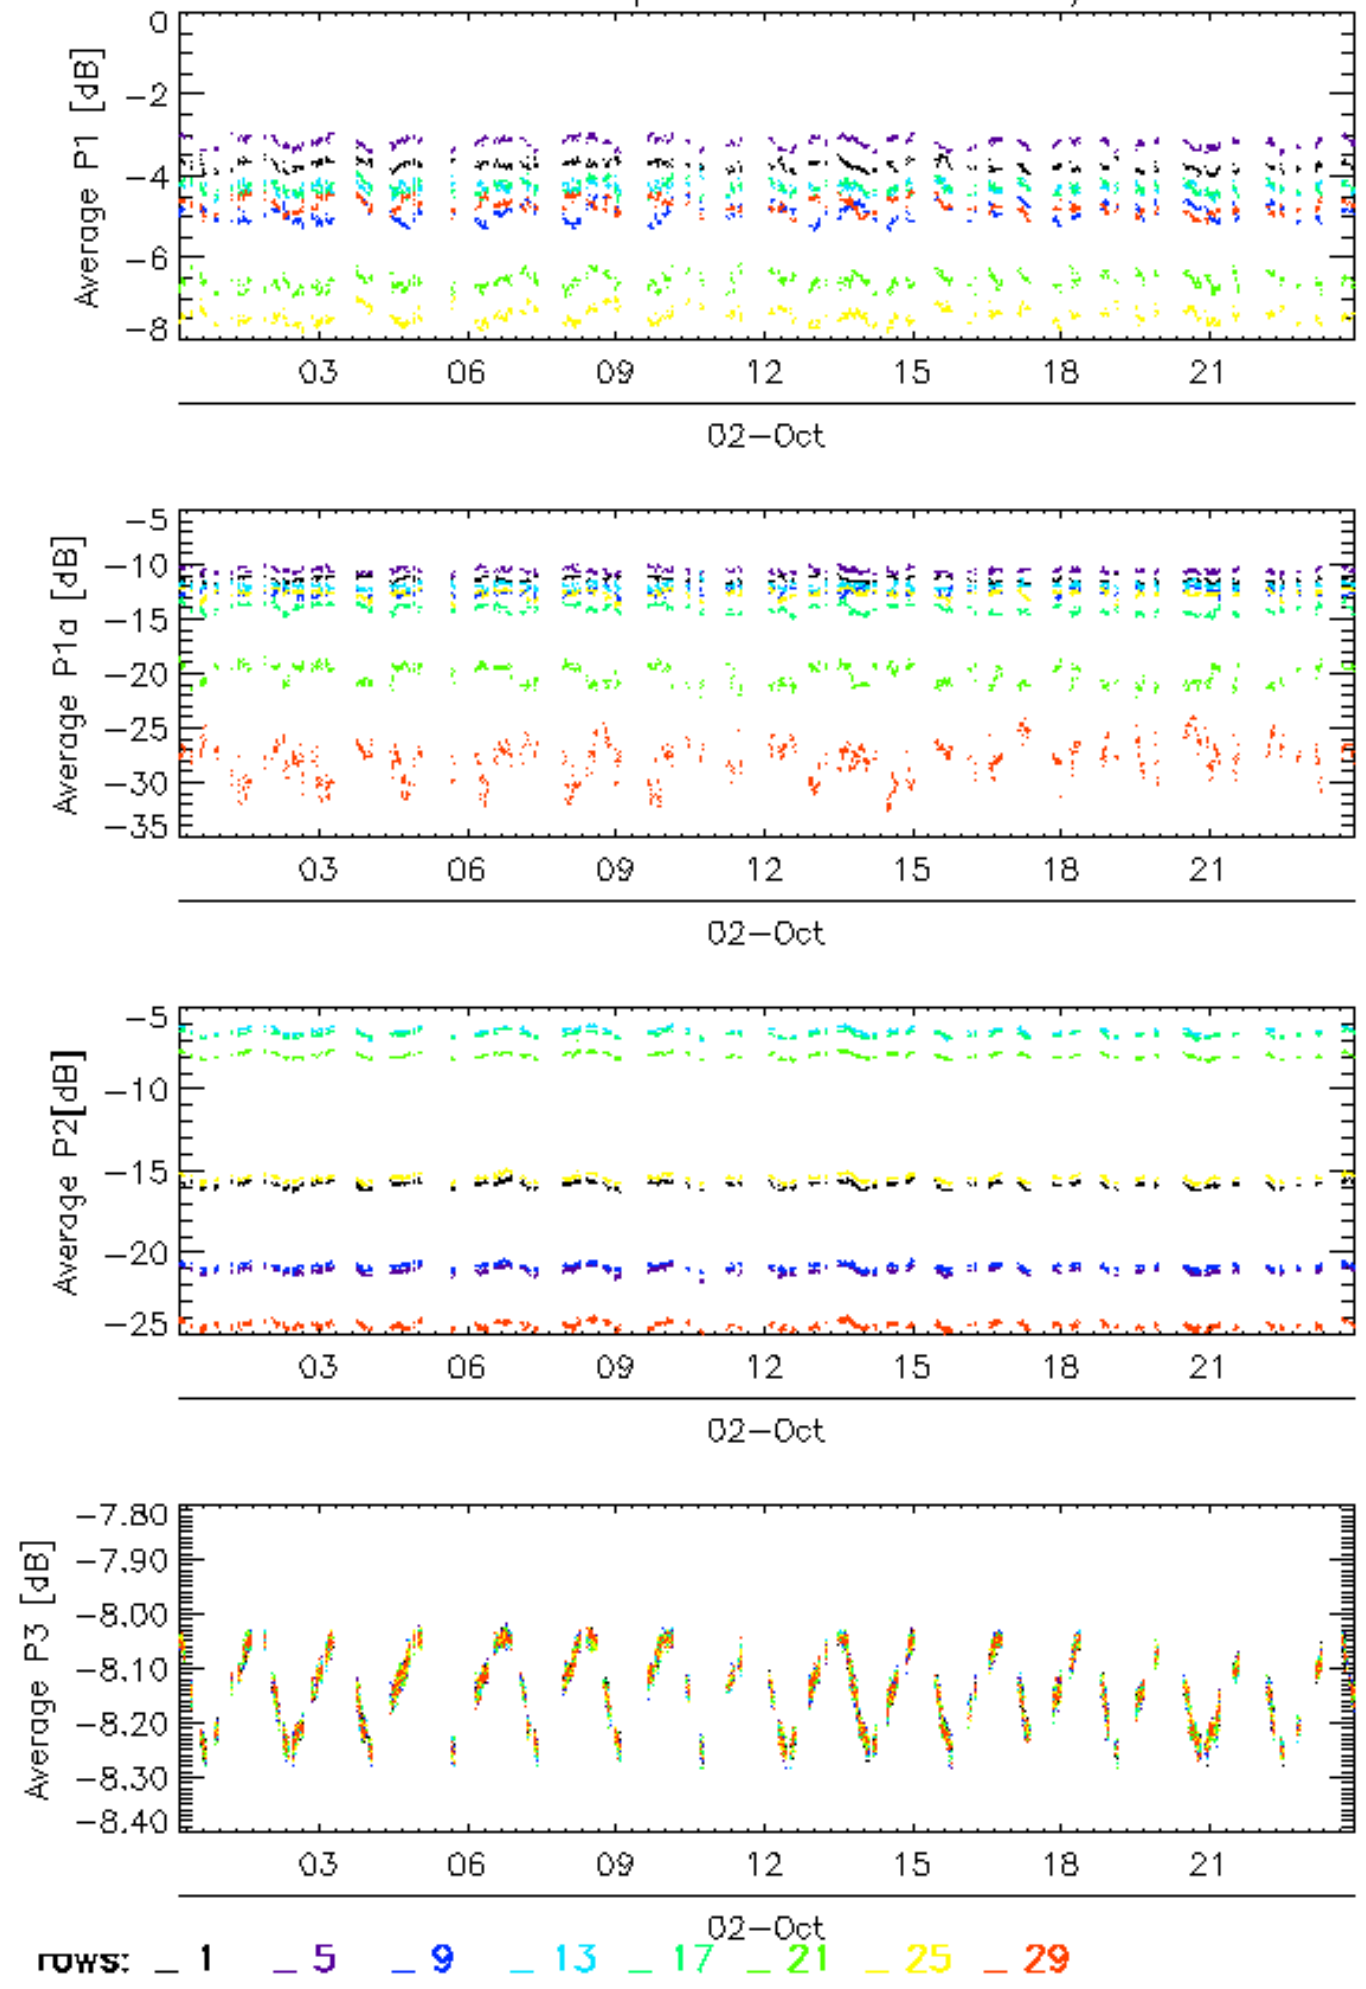 Average P1 [dB]
0
−2
−4
−6
−8
03 06 09 12 15 18 21
02−Oct
Average P1a [dB]
−5
−10
−15
−20
−25
−30
−35
03 06 09 12 15 18 21
02−Oct
Average P2[dB]
−5
−10
−15
−20
−25
03 06 09 12 15 18 21
02−Oct
Average P3 [dB]
−7.80
−7.90
−8.00
−8.10
−8.20
−8.30
−8.40
03 06 09 12 15 18 21
02−Oct
rows: _ 1 _ 5 _ 9 _ 13 _ 17 _ 21 _ 25 _ 29